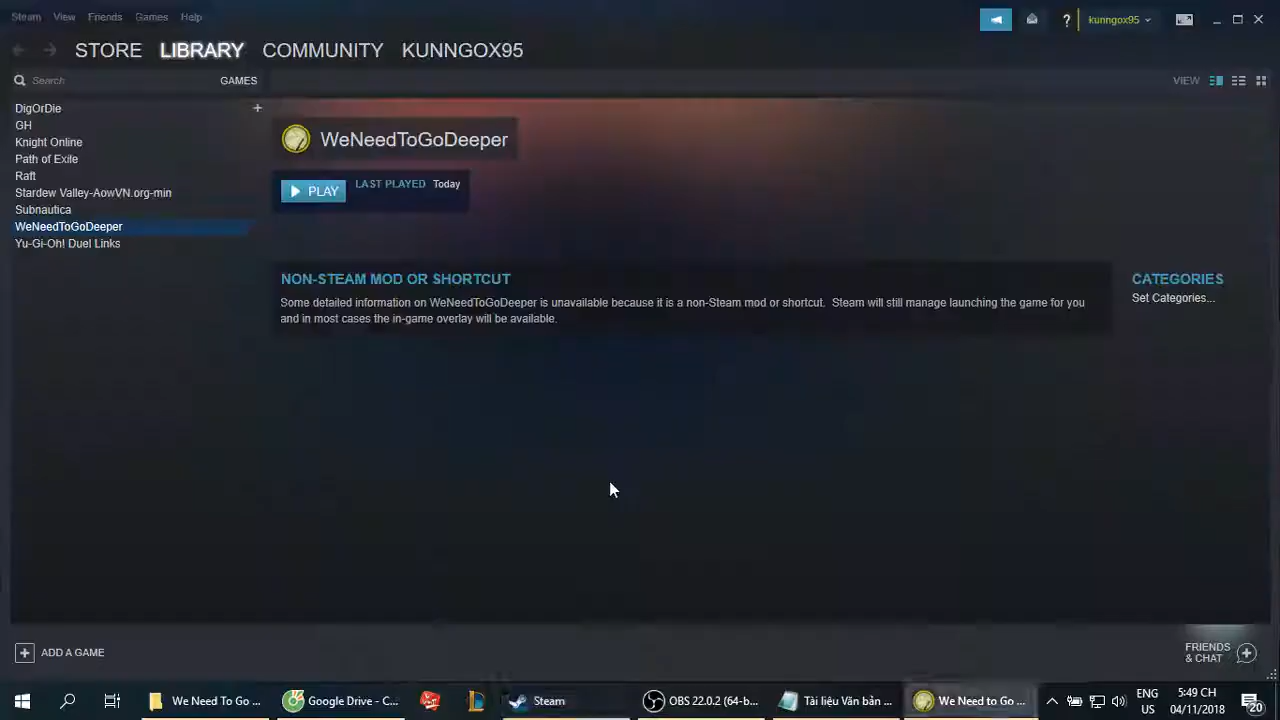 Steam View Friends Games Help
? kunngox95
STORE LIBRARY COMMUNITY KUNNGOX95
Search GAMES VIEW
DigOrDie +
GH
Knight Online
Path of Exile
Raft
Stardew Valley-AowVN.org-min
Subnautica
WeNeedToGoDeeper
Yu-Gi-Oh! Duel Links
WeNeedToGoDeeper
PLAY LAST PLAYED Today
NON-STEAM MOD OR SHORTCUT
Some detailed information on WeNeedToGoDeeper is unavailable because it is a non-Steam mod or shortcut. Steam will still manage launching the game for you
and in most cases the in-game overlay will be available.
CATEGORIES
Set Categories...
+ ADD A GAME
FRIENDS
& CHAT
We Need To Go ... Google Drive - C... Steam OBS 22.0.2 (64-b... Tài liệu Văn bản ... We Need to Go ...
ENG
US
5:49 CH
04/11/2018
20